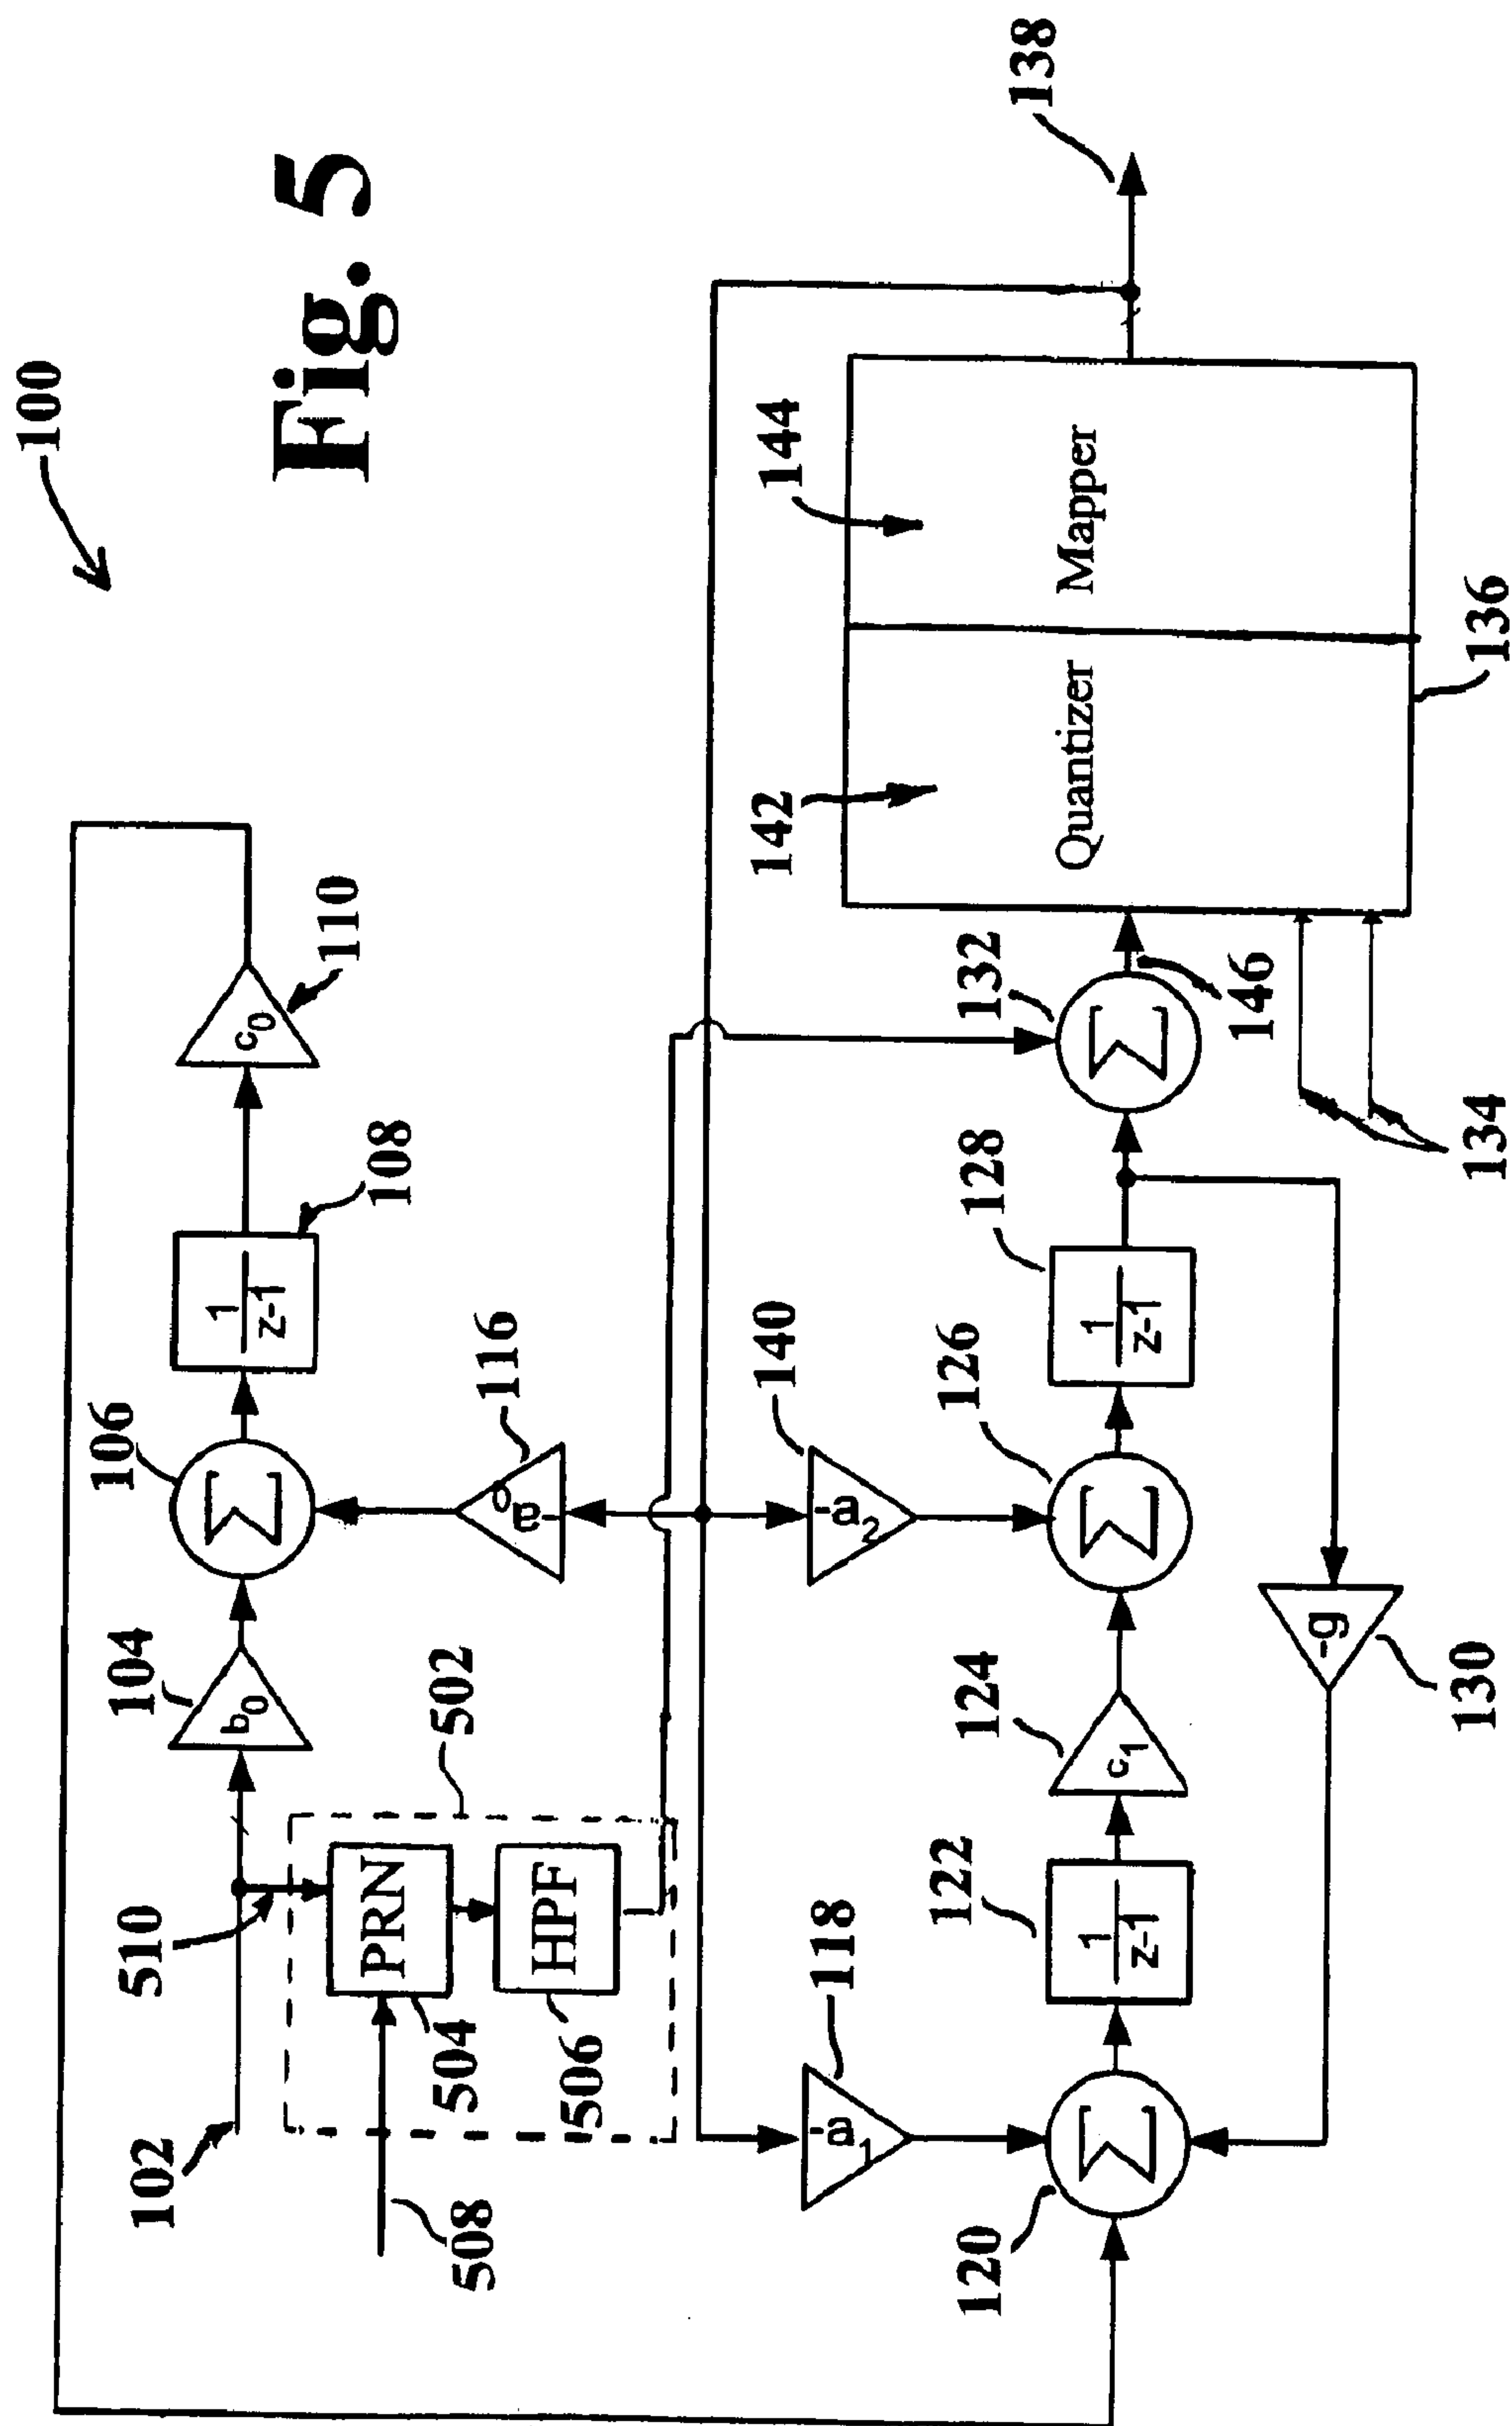 100
Fig. 5
102
510
104
b0
106
Σ
108
1
z-1
110
c0
116
-a0
502
PRN
504
508
HPF
506
118
-a1
140
-a2
120
Σ
122
1
z-1
124
c1
126
Σ
128
1
z-1
130
-g
132
Σ
146
134
142
Quantizer
144
Mapper
136
138